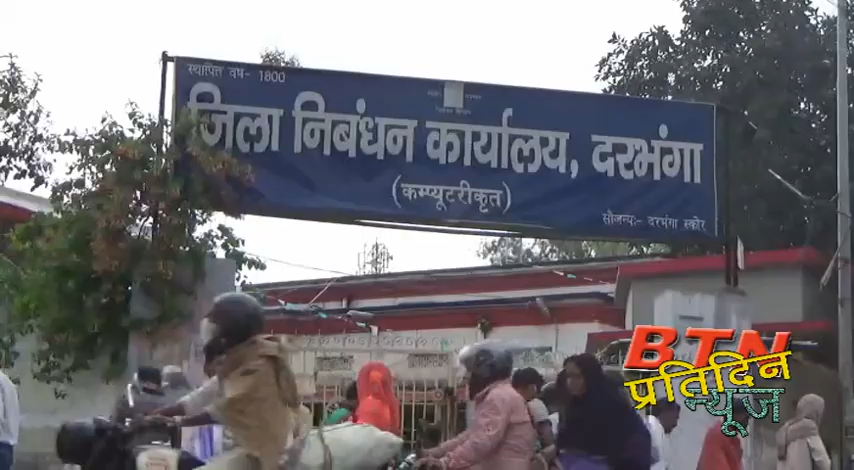 स्थापित वर्ष- 1800
जिला निबंधन कार्यालय, दरभंगा
(कम्प्यूटरीकृत)
सौजन्य:- दरभंगा स्कोर
BTN
प्रतिदिन
न्यूज